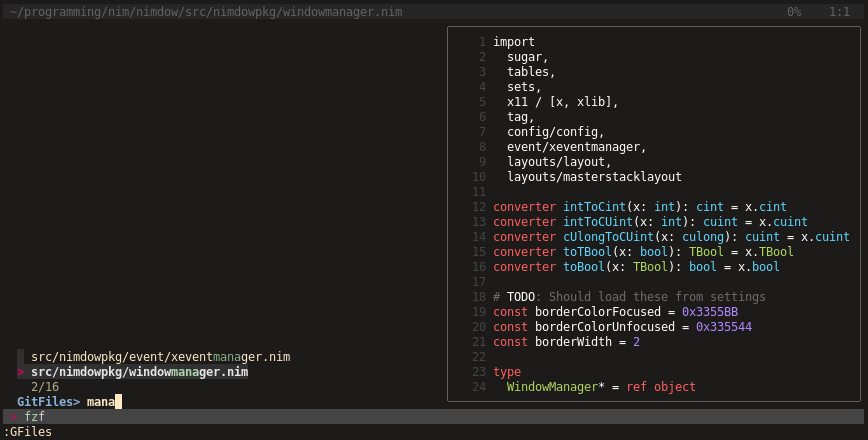 ~/programming/nim/nimdow/src/nimdowpkg/windowmanager.nim 0% 1:1
1 import
2 sugar,
3 tables,
4 sets,
5 x11 / [x, xlib],
6 tag,
7 config/config,
8 event/xeventmanager,
9 layouts/layout,
10 layouts/masterstacklayout
11
12 converter intToCint(x: int): cint = x.cint
13 converter intToCUint(x: int): cuint = x.cuint
14 converter cUlongToCUint(x: culong): cuint = x.cuint
15 converter toTBool(x: bool): TBool = x.TBool
16 converter toBool(x: TBool): bool = x.bool
17
18 # TODO: Should load these from settings
19 const borderColorFocused = 0x3355BB
20 const borderColorUnfocused = 0x335544
21 const borderWidth = 2
22
23 type
24 WindowManager* = ref object
src/nimdowpkg/event/xeventmanager.nim
> src/nimdowpkg/windowmanager.nim
2/16
GitFiles> mana
> fzf
:GFiles